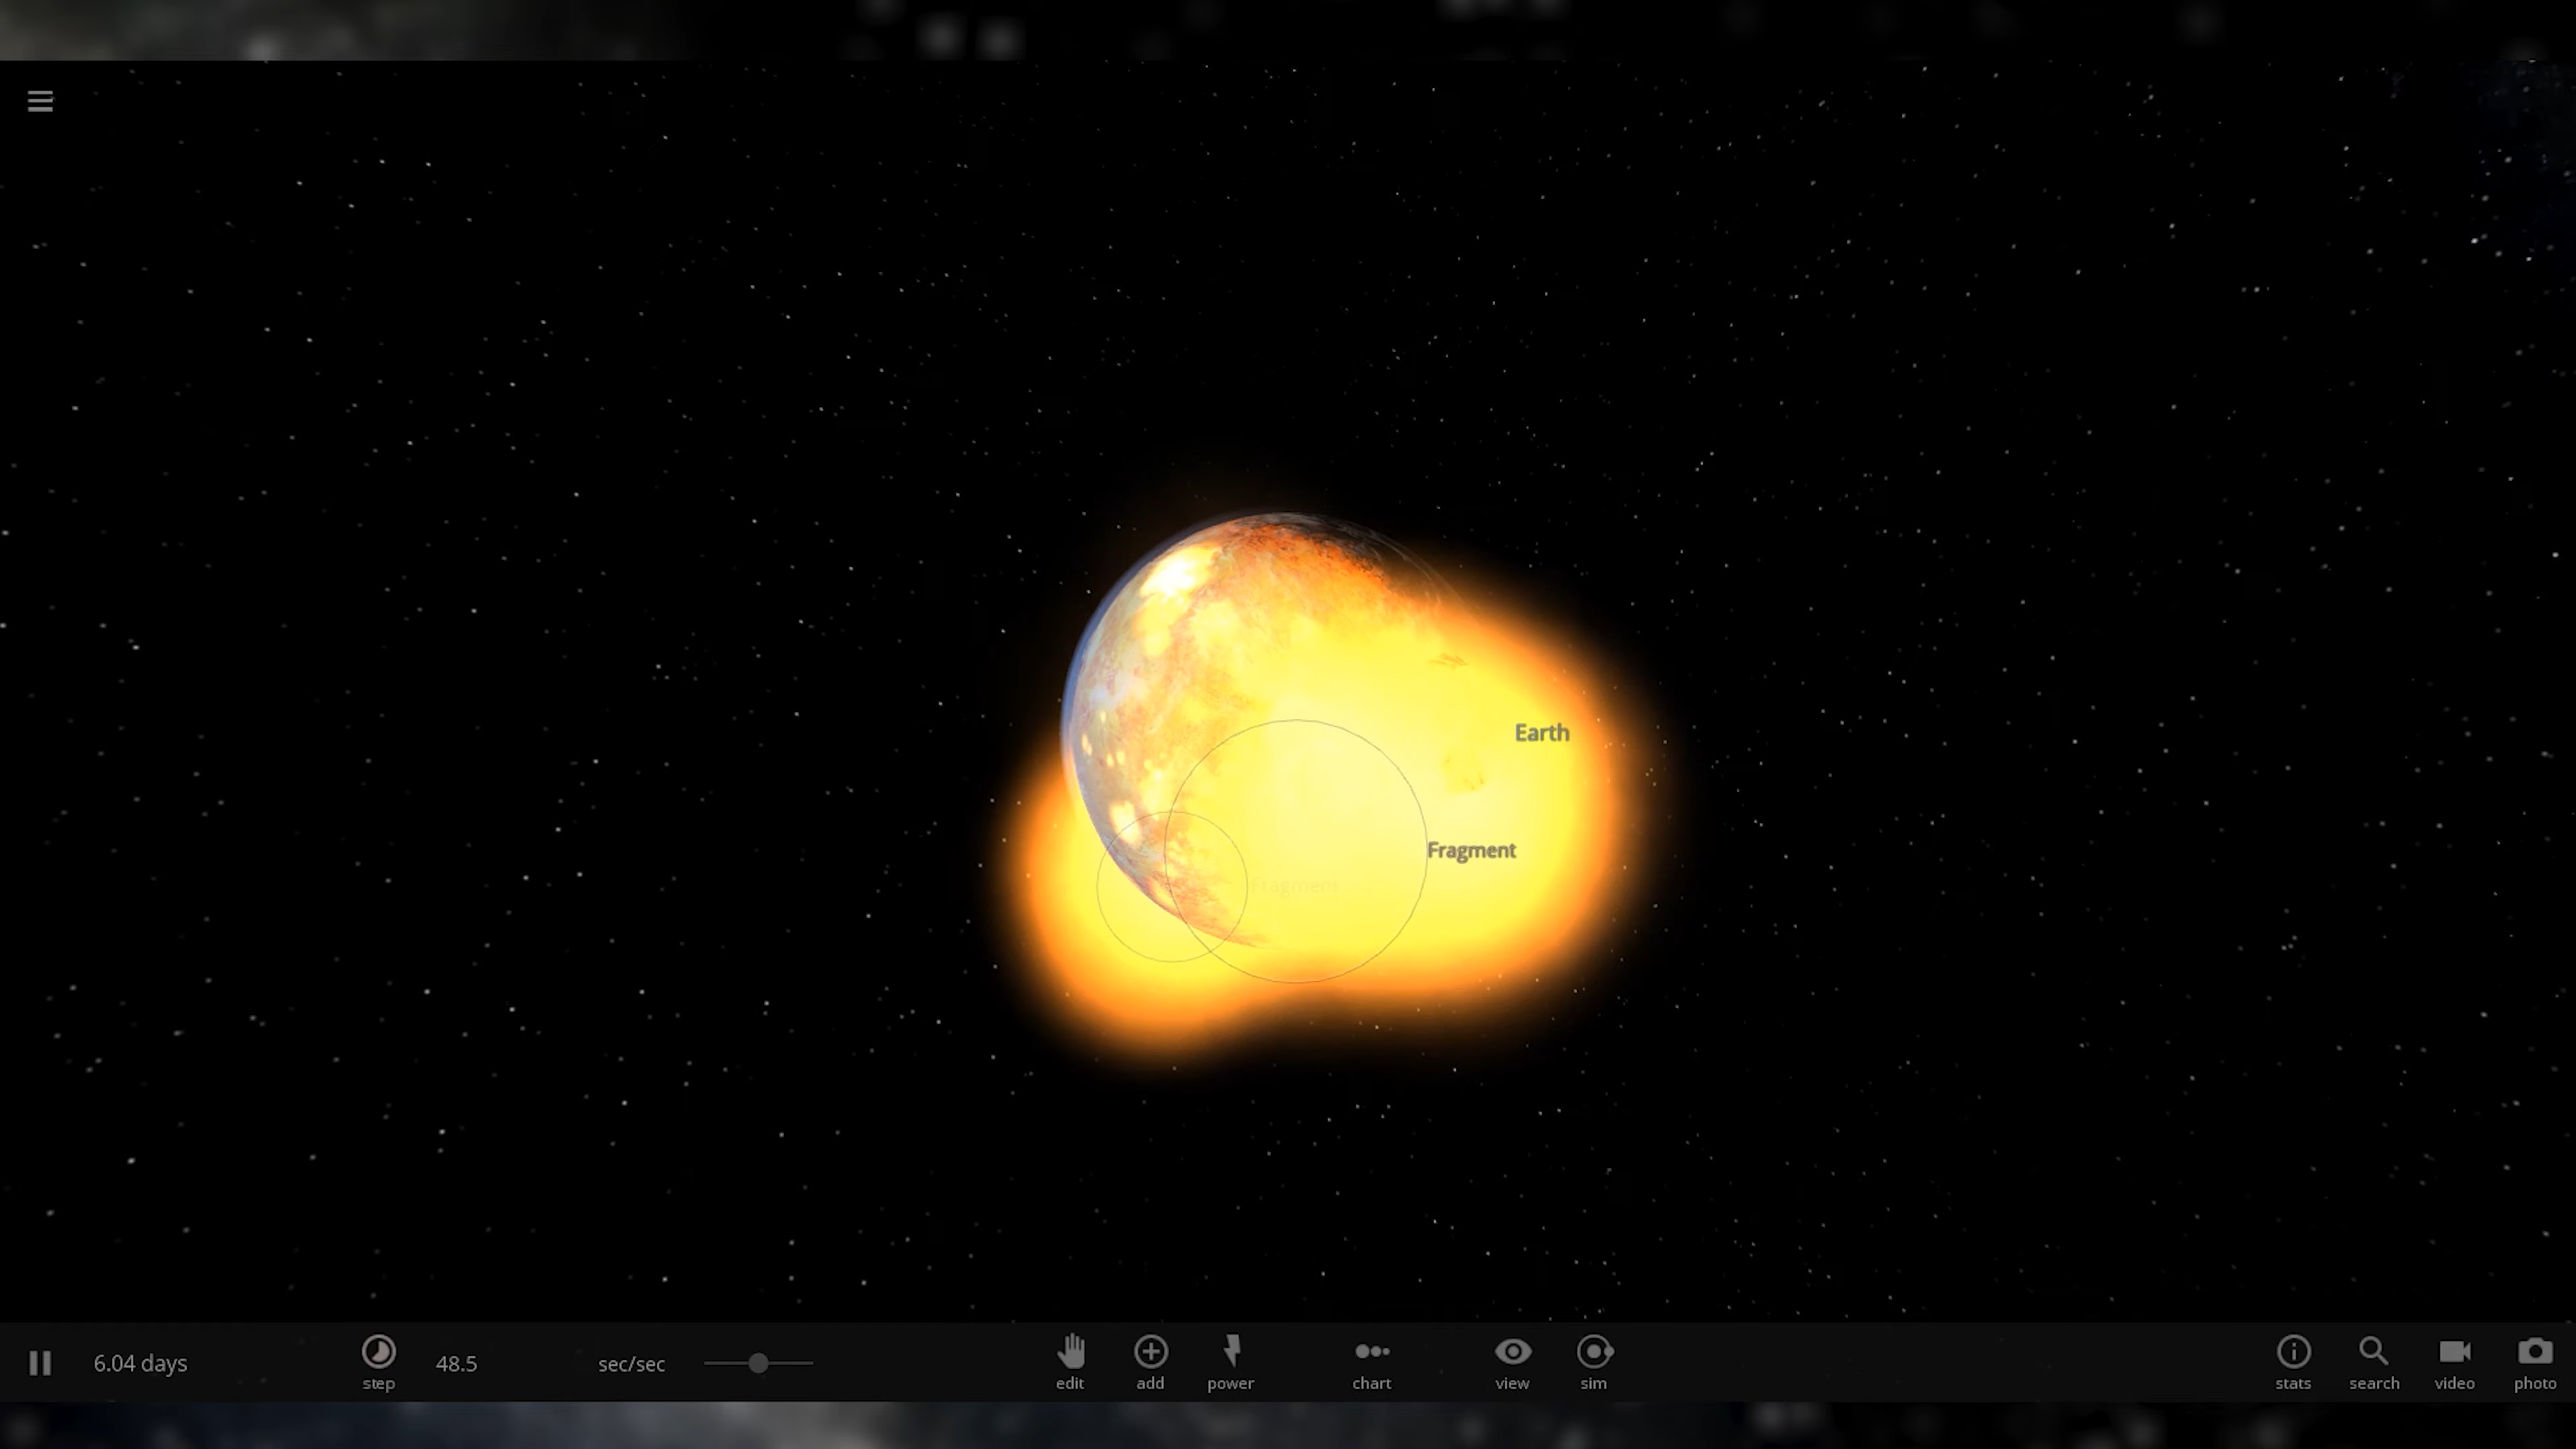 Earth
Fragment
Fragment
6.04 days
step
48.5
sec/sec
edit
add
power
chart
view
sim
stats
search
video
photo